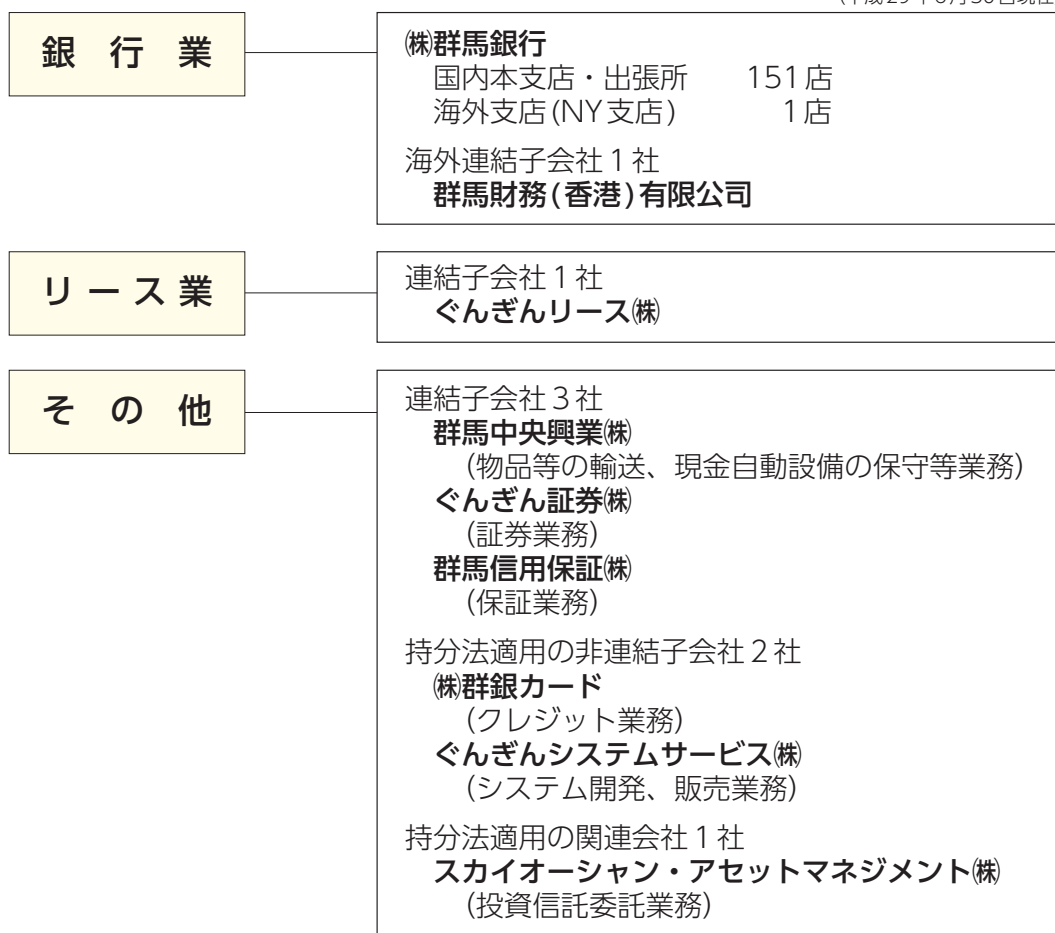 銀行業
㈱群馬銀行
国内本支店・出張所 151店
海外支店(NY支店) 1店
海外連結子会社1社
群馬財務(香港)有限公司
リース業
連結子会社1社
ぐんぎんリース㈱
その他
連結子会社3社
群馬中央興業㈱
(物品等の輸送、現金自動設備の保守等業務)
ぐんぎん証券㈱
(証券業務)
群馬信用保証㈱
(保証業務)
持分法適用の非連結子会社2社
㈱群銀カード
(クレジット業務)
ぐんぎんシステムサービス㈱
(システム開発、販売業務)
持分法適用の関連会社1社
スカイオーシャン・アセットマネジメント㈱
(投資信託委託業務)